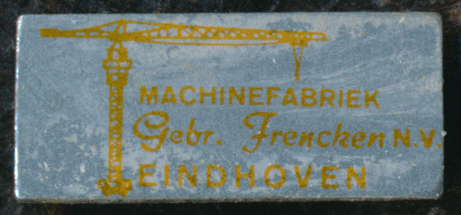 MACHINEFABRIEK
Gebr. Frencken N.V.
EINDHOVEN